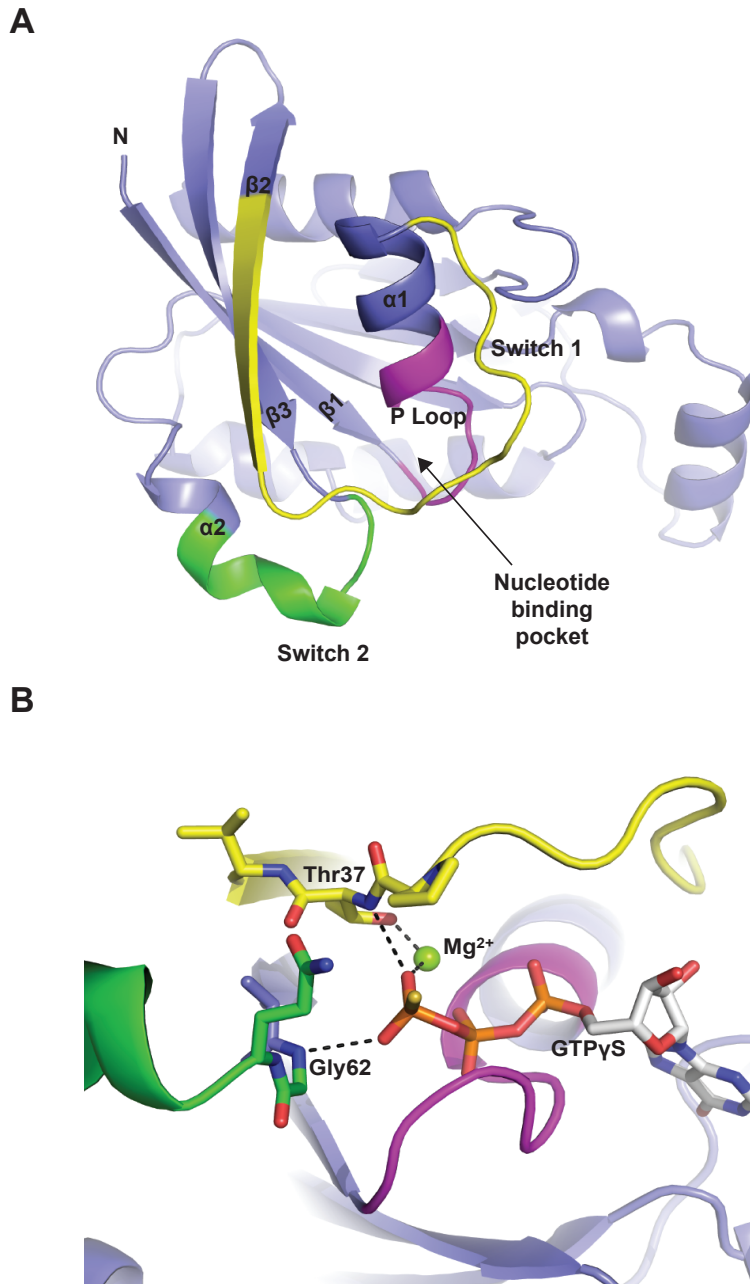 A
N
β2
α1
Switch 1
β3
β1
P Loop
α2
Nucleotide
binding
pocket
Switch 2
B
Thr37
Mg²⁺
GTPγS
Gly62